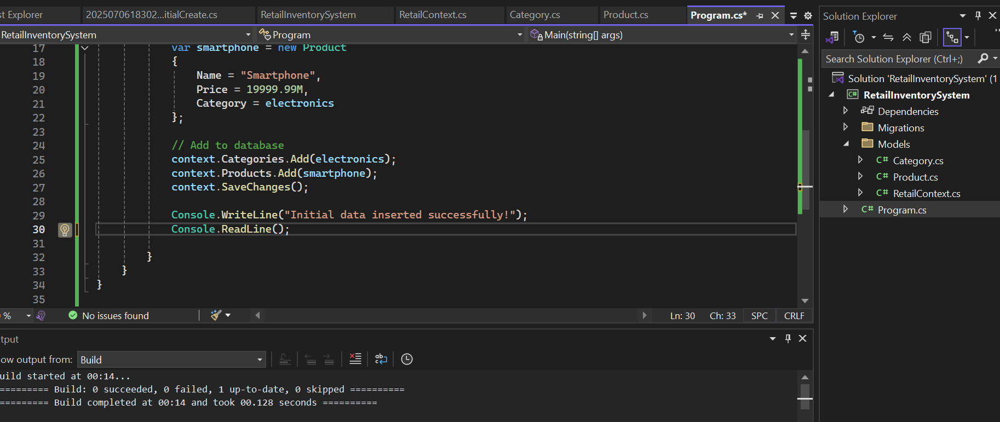 st Explorer
2025070618302...itialCreate.cs
RetailInventorySystem
RetailContext.cs
Category.cs
Product.cs
Program.cs*
RetailInventorySystem
Program
Main(string[] args)
17 var smartphone = new Product
18 {
19 Name = "Smartphone",
20 Price = 19999.99M,
21 Category = electronics
22 };
23
24 // Add to database
25 context.Categories.Add(electronics);
26 context.Products.Add(smartphone);
27 context.SaveChanges();
28
29 Console.WriteLine("Initial data inserted successfully!");
30 Console.ReadLine();
31
32 }
33 }
34 }
35
%
No issues found
Ln: 30
Ch: 33
SPC
CRLF
tput
ow output from:
Build
uild started at 00:14...
========= Build: 0 succeeded, 0 failed, 1 up-to-date, 0 skipped ==========
========= Build completed at 00:14 and took 00.128 seconds ==========
Solution Explorer
Search Solution Explorer (Ctrl+;)
Solution 'RetailInventorySystem' (1
C# RetailInventorySystem
Dependencies
Migrations
Models
C# Category.cs
C# Product.cs
C# RetailContext.cs
C# Program.cs